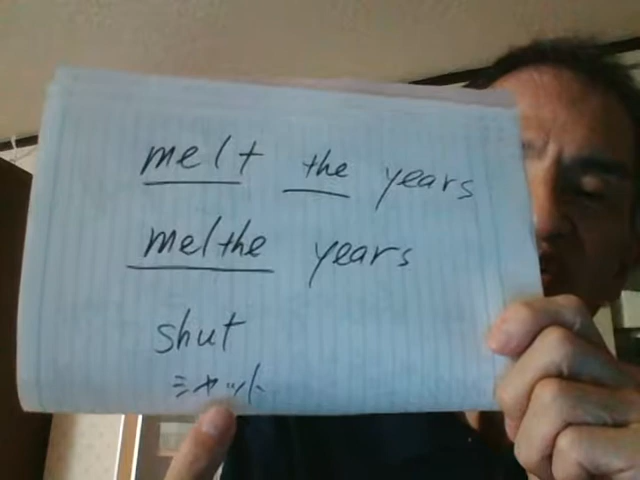 melt the years
melthe years
shut
シャット